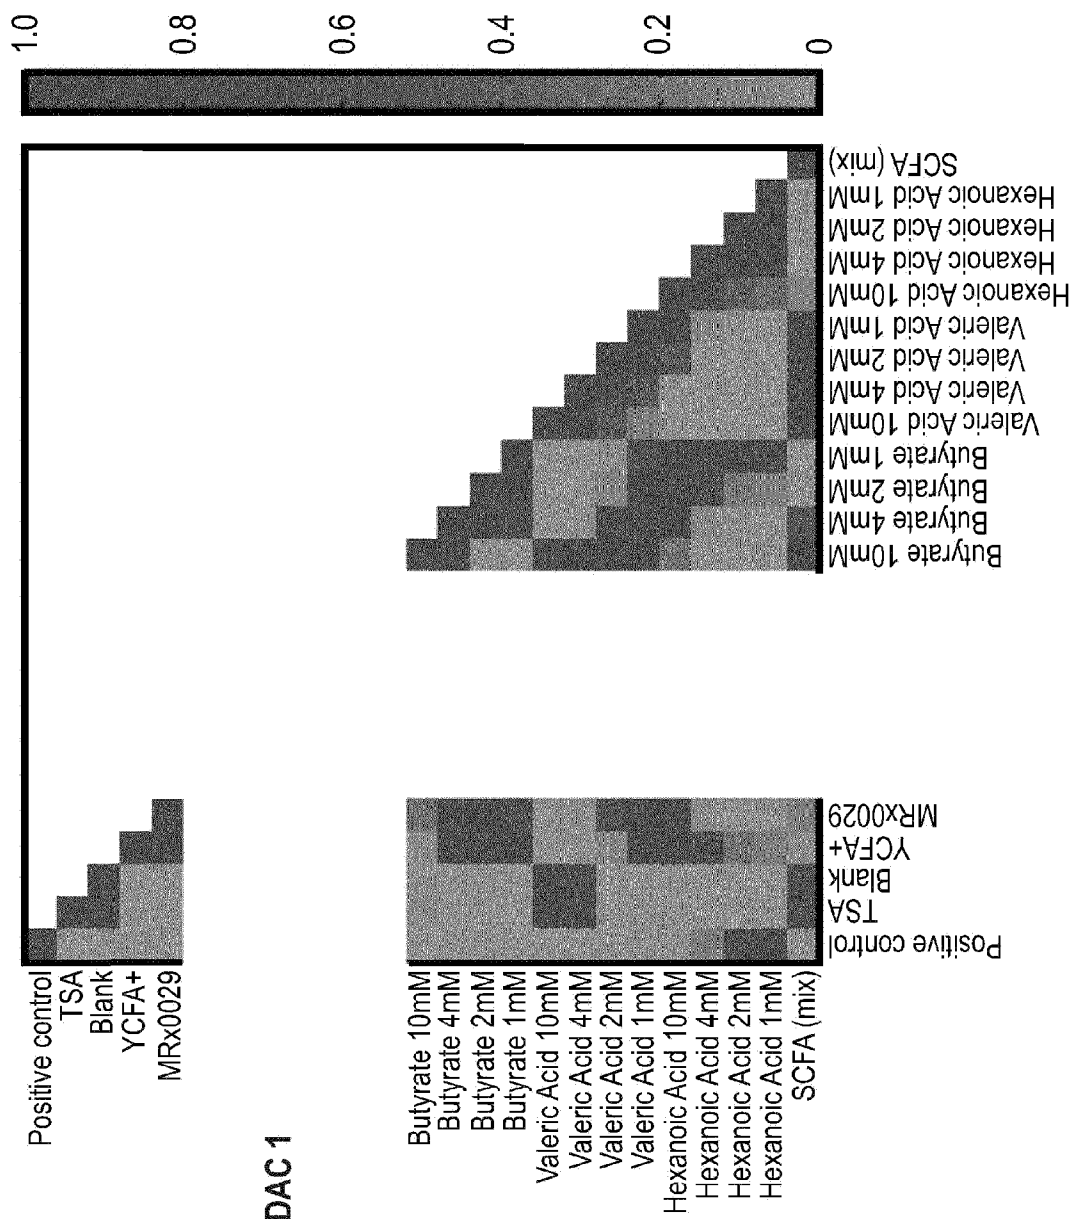 1.0
0.8
0.6
0.4
0.2
0
Positive control
TSA
Blank
YCFA+
MRx0029
DAC 1
Butyrate 10mM
Butyrate 4mM
Butyrate 2mM
Butyrate 1mM
Valeric Acid 10mM
Valeric Acid 4mM
Valeric Acid 2mM
Valeric Acid 1mM
Hexanoic Acid 10mM
Hexanoic Acid 4mM
Hexanoic Acid 2mM
Hexanoic Acid 1mM
SCFA (mix)
Positive control
TSA
Blank
YCFA+
MRx0029
Butyrate 10mM
Butyrate 4mM
Butyrate 2mM
Butyrate 1mM
Valeric Acid 10mM
Valeric Acid 4mM
Valeric Acid 2mM
Valeric Acid 1mM
Hexanoic Acid 10mM
Hexanoic Acid 4mM
Hexanoic Acid 2mM
Hexanoic Acid 1mM
SCFA (mix)